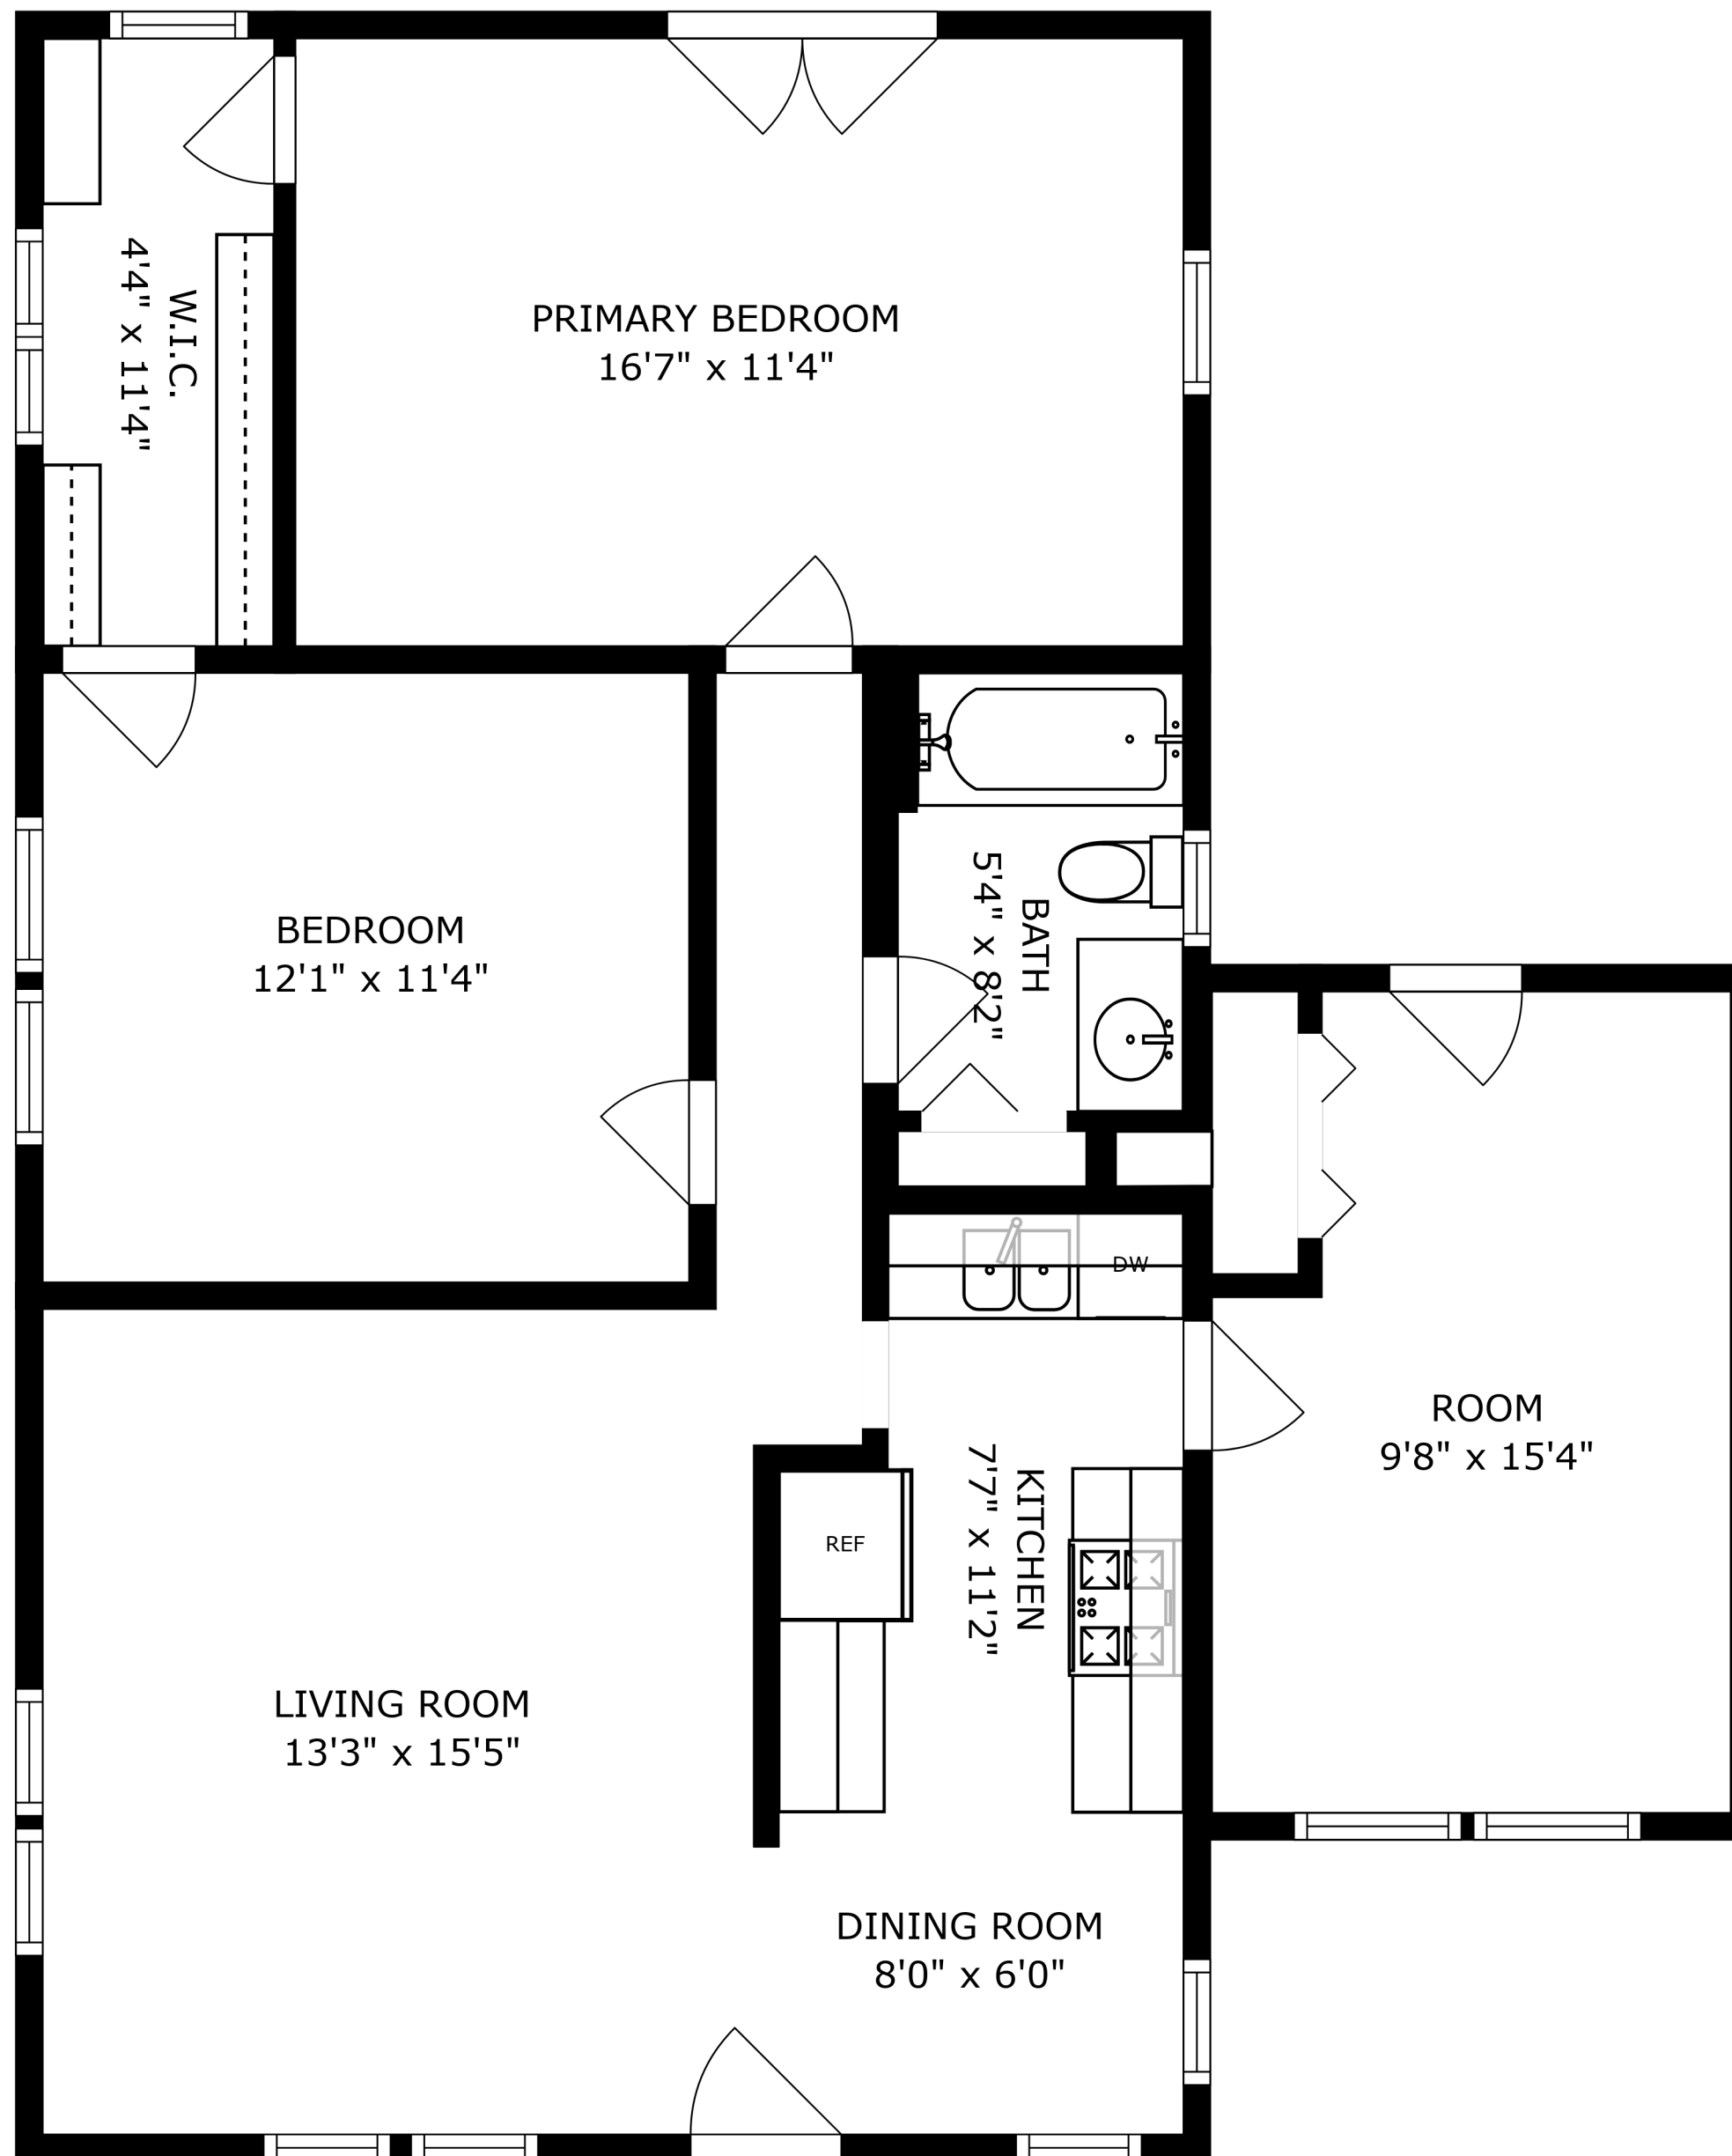 W.I.C.
4'4" x 11'4"
PRIMARY BEDROOM
16'7" x 11'4"
BEDROOM
12'1" x 11'4"
BATH
5'4" x 8'2"
DW
ROOM
9'8" x 15'4"
KITCHEN
7'7" x 11'2"
REF
LIVING ROOM
13'3" x 15'5"
DINING ROOM
8'0" x 6'0"